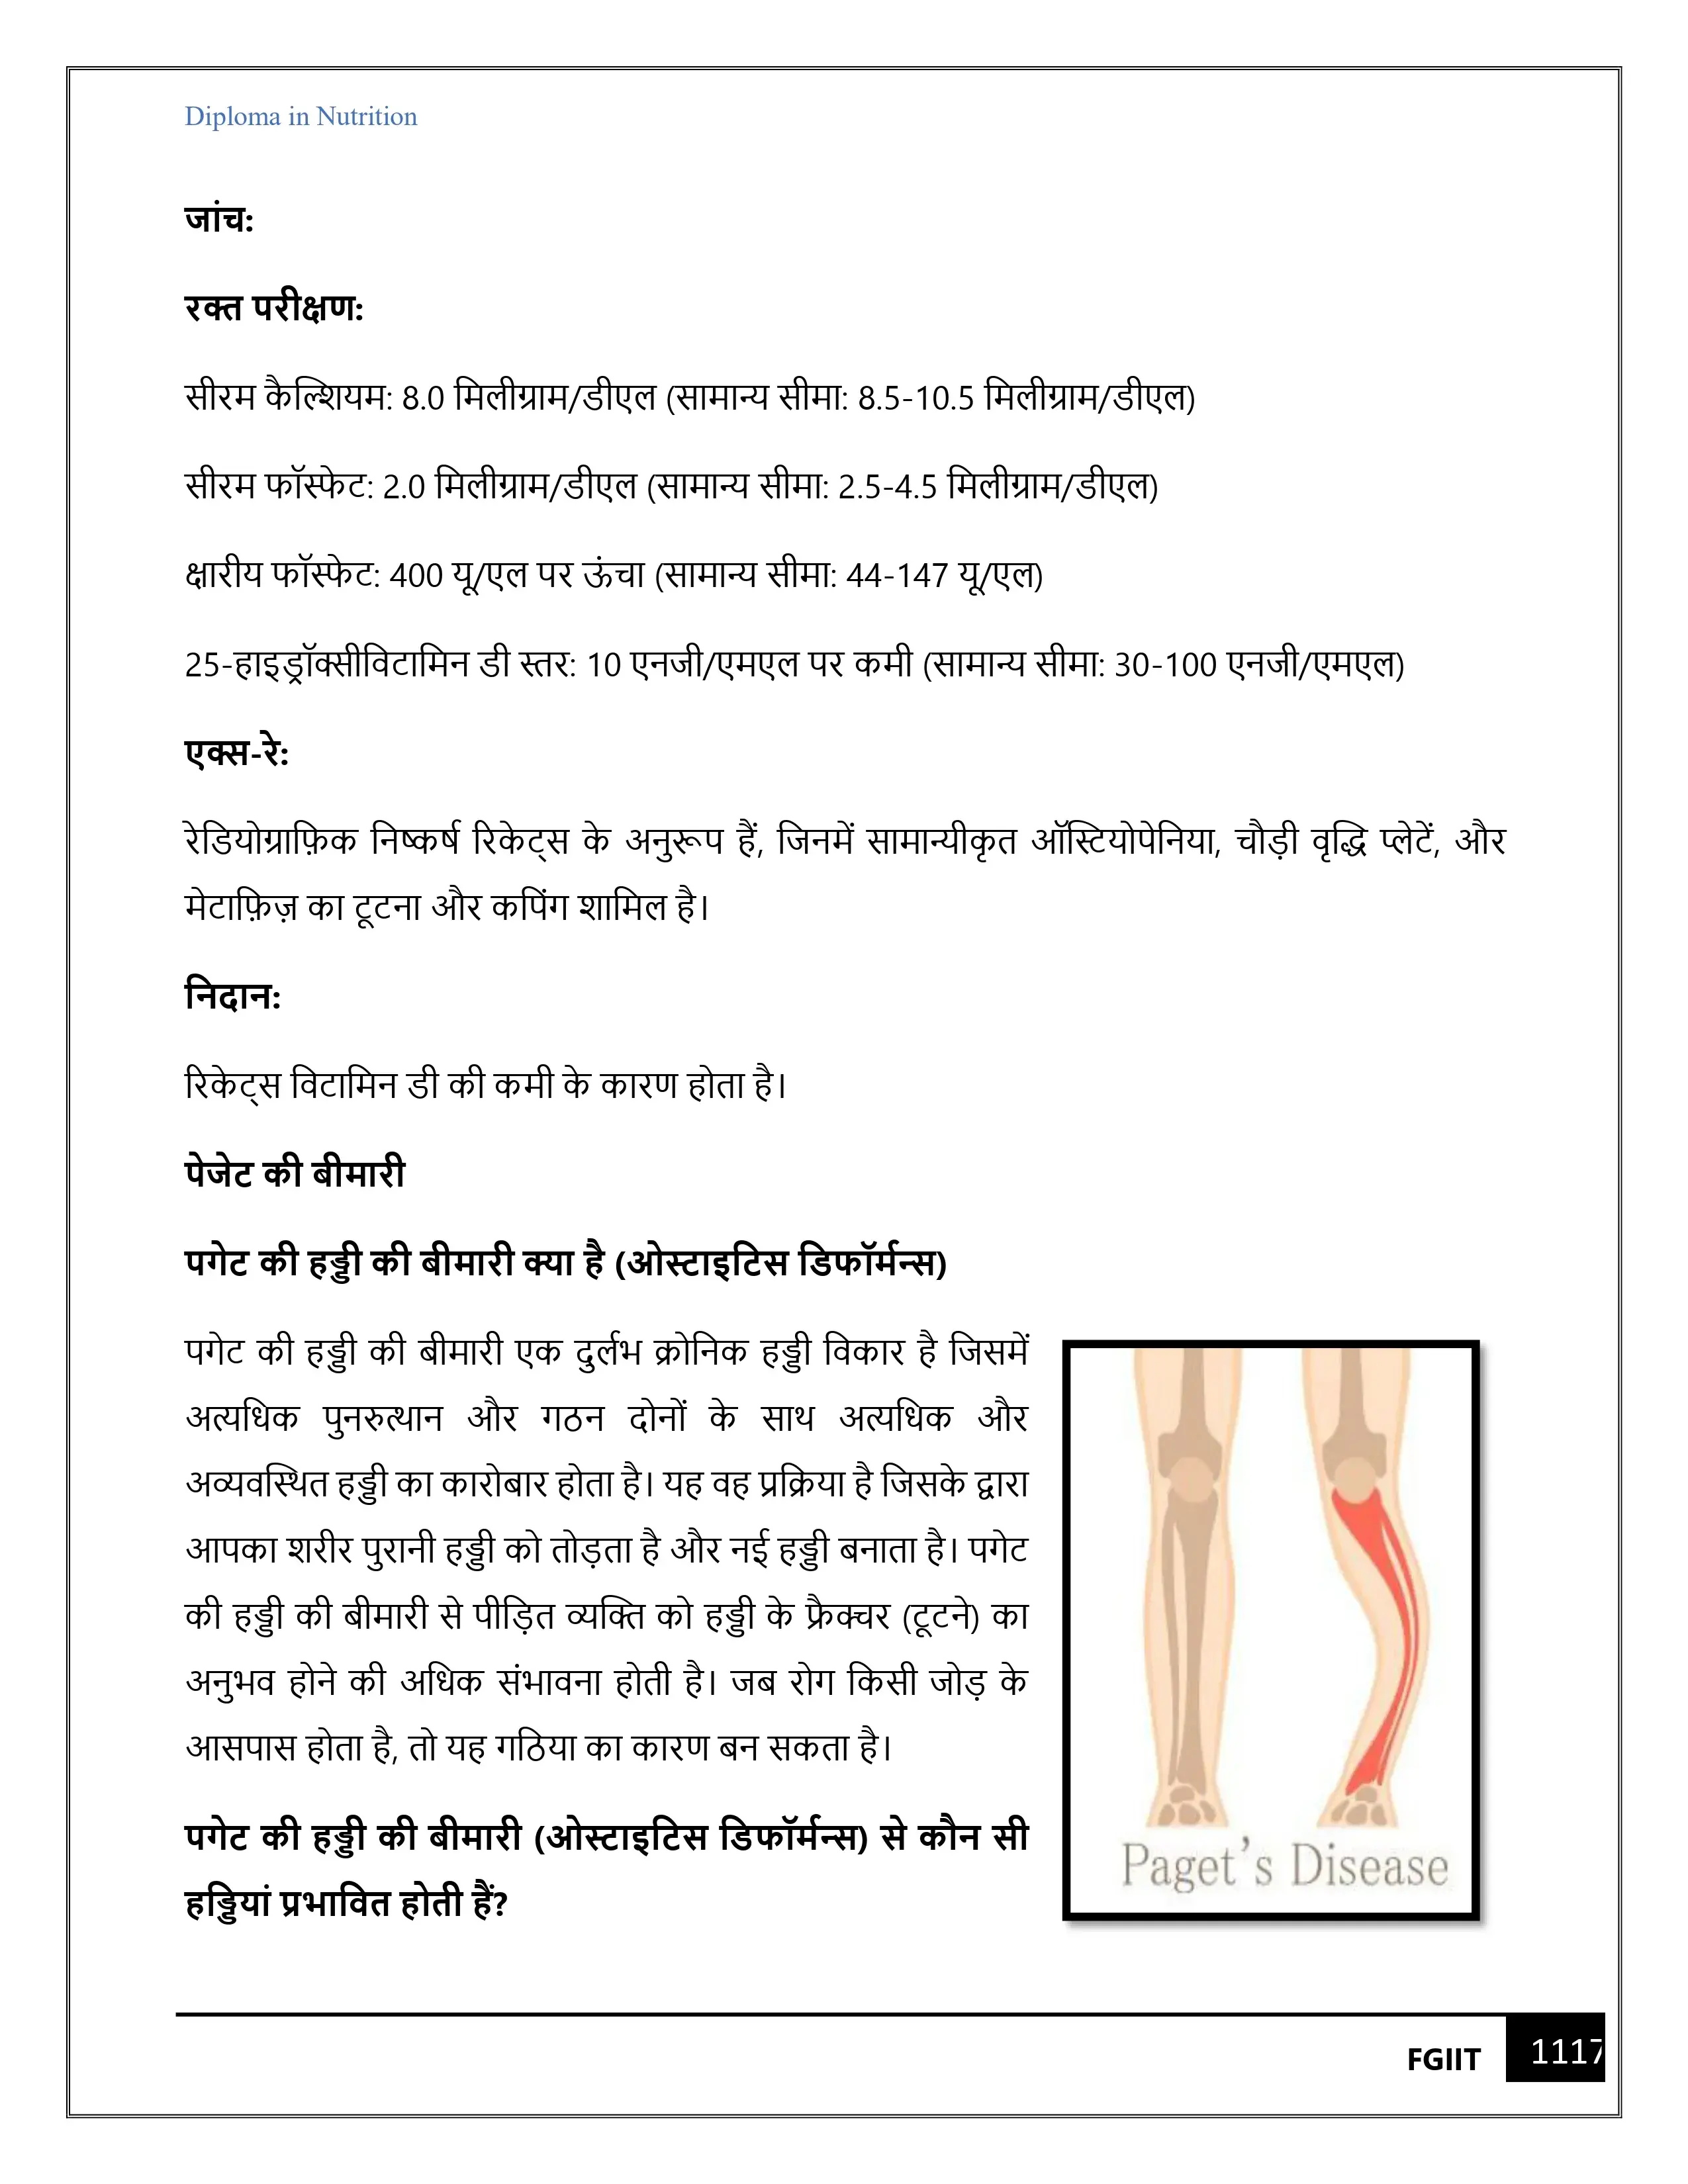 Diploma in Nutrition
जांच:
रक्त परीक्षण:
सीरम कैल्शियम: 8.0 मिलीग्राम/डीएल (सामान्य सीमा: 8.5-10.5 मिलीग्राम/डीएल)
सीरम फॉस्फेट: 2.0 मिलीग्राम/डीएल (सामान्य सीमा: 2.5-4.5 मिलीग्राम/डीएल)
क्षारीय फॉस्फेट: 400 यू/एल पर ऊंचा (सामान्य सीमा: 44-147 यू/एल)
25-हाइड्रॉक्सीविटामिन डी स्तर: 10 एनजी/एमएल पर कमी (सामान्य सीमा: 30-100 एनजी/एमएल)
एक्स-रे:
रेडियोग्राफ़िक निष्कर्ष रिकेट्स के अनुरूप हैं, जिनमें सामान्यीकृत ऑस्टियोपेनिया, चौड़ी वृद्धि प्लेटें, और
मेटाफ़िज़ का टूटना और कपिंग शामिल है।
निदान:
रिकेट्स विटामिन डी की कमी के कारण होता है।
पेजेट की बीमारी
पगेट की हड्डी की बीमारी क्या है (ओस्टाइटिस डिफॉर्मन्स)
पगेट की हड्डी की बीमारी एक दुर्लभ क्रोनिक हड्डी विकार है जिसमें
अत्यधिक पुनरुत्थान और गठन दोनों के साथ अत्यधिक और
अव्यवस्थित हड्डी का कारोबार होता है। यह वह प्रक्रिया है जिसके द्वारा
आपका शरीर पुरानी हड्डी को तोड़ता है और नई हड्डी बनाता है। पगेट
की हड्डी की बीमारी से पीड़ित व्यक्ति को हड्डी के फ्रैक्चर (टूटने) का
अनुभव होने की अधिक संभावना होती है। जब रोग किसी जोड़ के
आसपास होता है, तो यह गठिया का कारण बन सकता है।
पगेट की हड्डी की बीमारी (ओस्टाइटिस डिफॉर्मन्स) से कौन सी
हड्डियां प्रभावित होती हैं?
Paget's Disease
FGIIT 1117